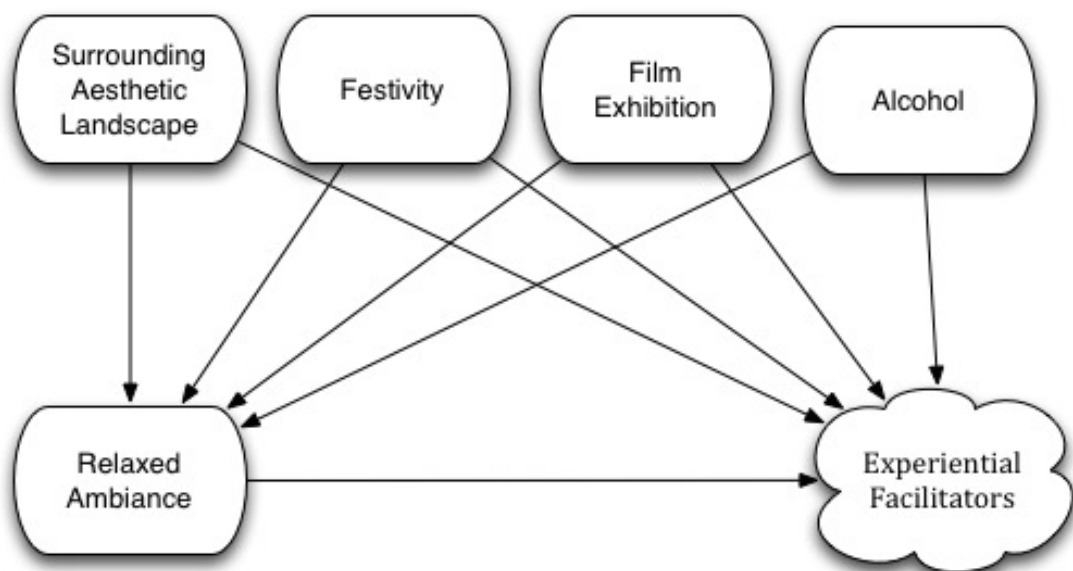 Surrounding
Aesthetic
Landscape
Festivity
Film
Exhibition
Alcohol
Relaxed
Ambiance
Experiential
Facilitators